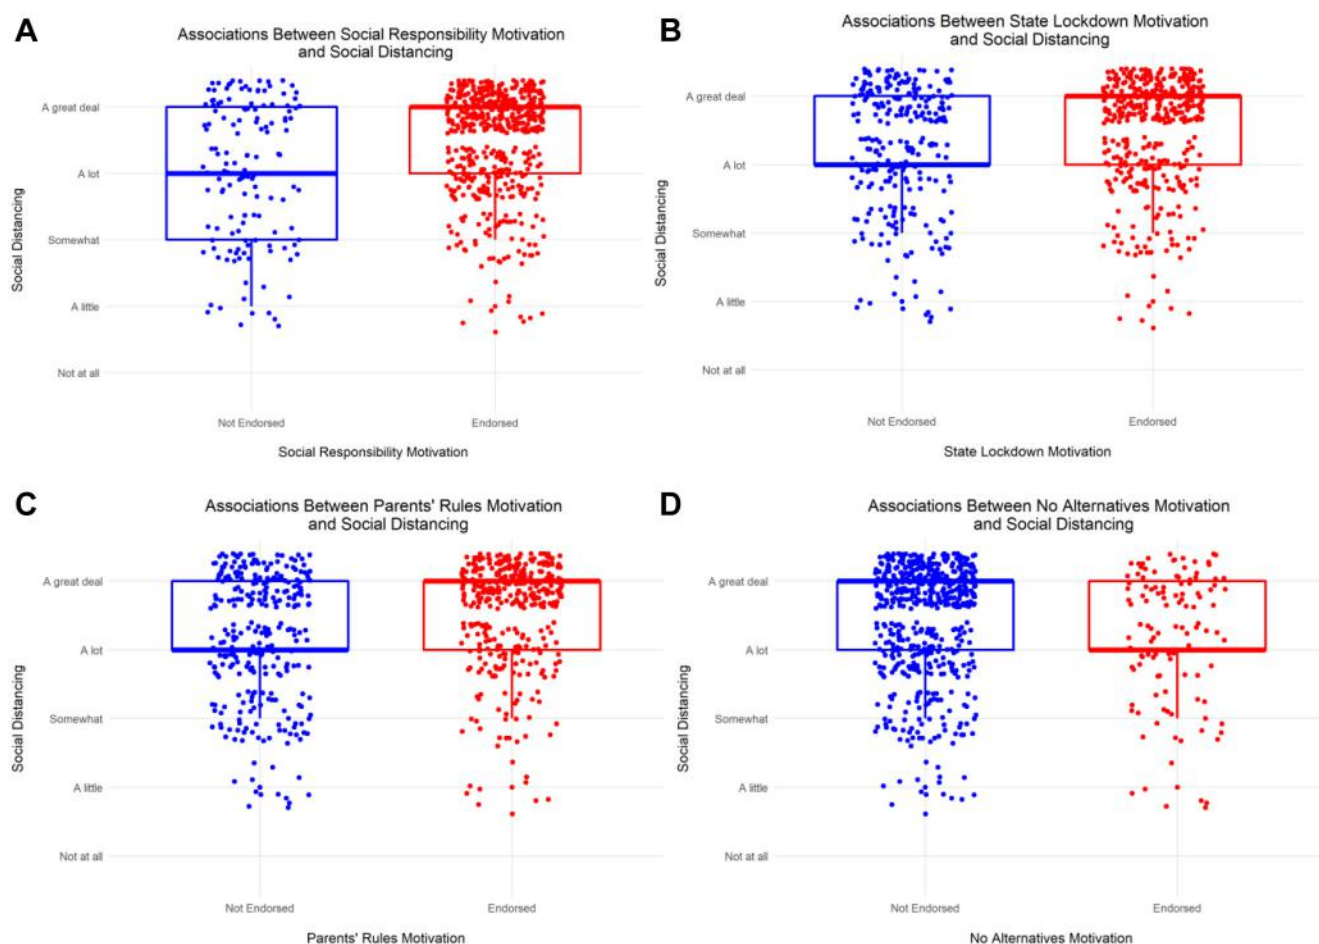 A
Associations Between Social Responsibility Motivation
and Social Distancing
Social Distancing
A great deal
A lot
Somewhat
A little
Not at all
Not Endorsed
Endorsed
Social Responsibility Motivation
B
Associations Between State Lockdown Motivation
and Social Distancing
Social Distancing
A great deal
A lot
Somewhat
A little
Not at all
Not Endorsed
Endorsed
State Lockdown Motivation
C
Associations Between Parents' Rules Motivation
and Social Distancing
Social Distancing
A great deal
A lot
Somewhat
A little
Not at all
Not Endorsed
Endorsed
Parents' Rules Motivation
D
Associations Between No Alternatives Motivation
and Social Distancing
Social Distancing
A great deal
A lot
Somewhat
A little
Not at all
Not Endorsed
Endorsed
No Alternatives Motivation